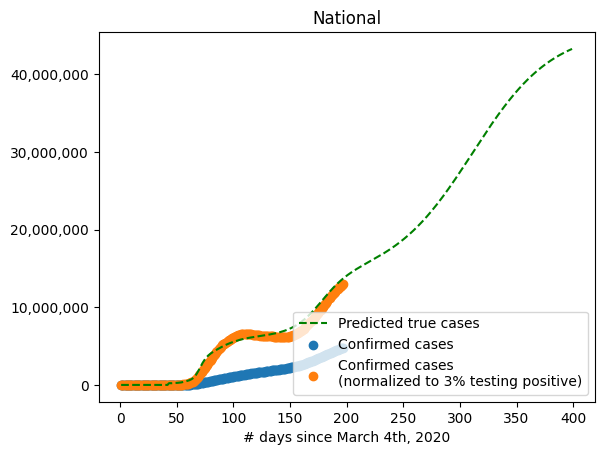 National
40,000,000
30,000,000
20,000,000
10,000,000
0
Predicted true cases
Confirmed cases
Confirmed cases
(normalized to 3% testing positive)
0 50 100 150 200 250 300 350 400
# days since March 4th, 2020